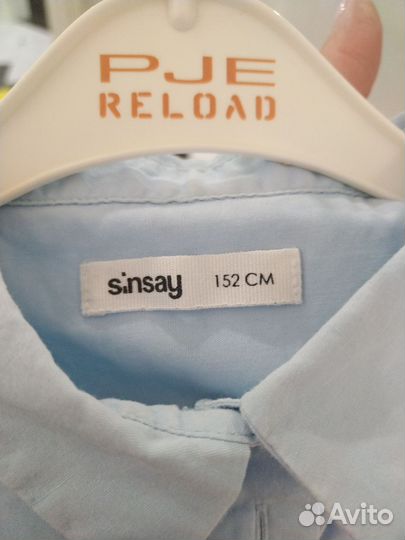 PJE
RELOAD
sinsay 152 CM
Avito